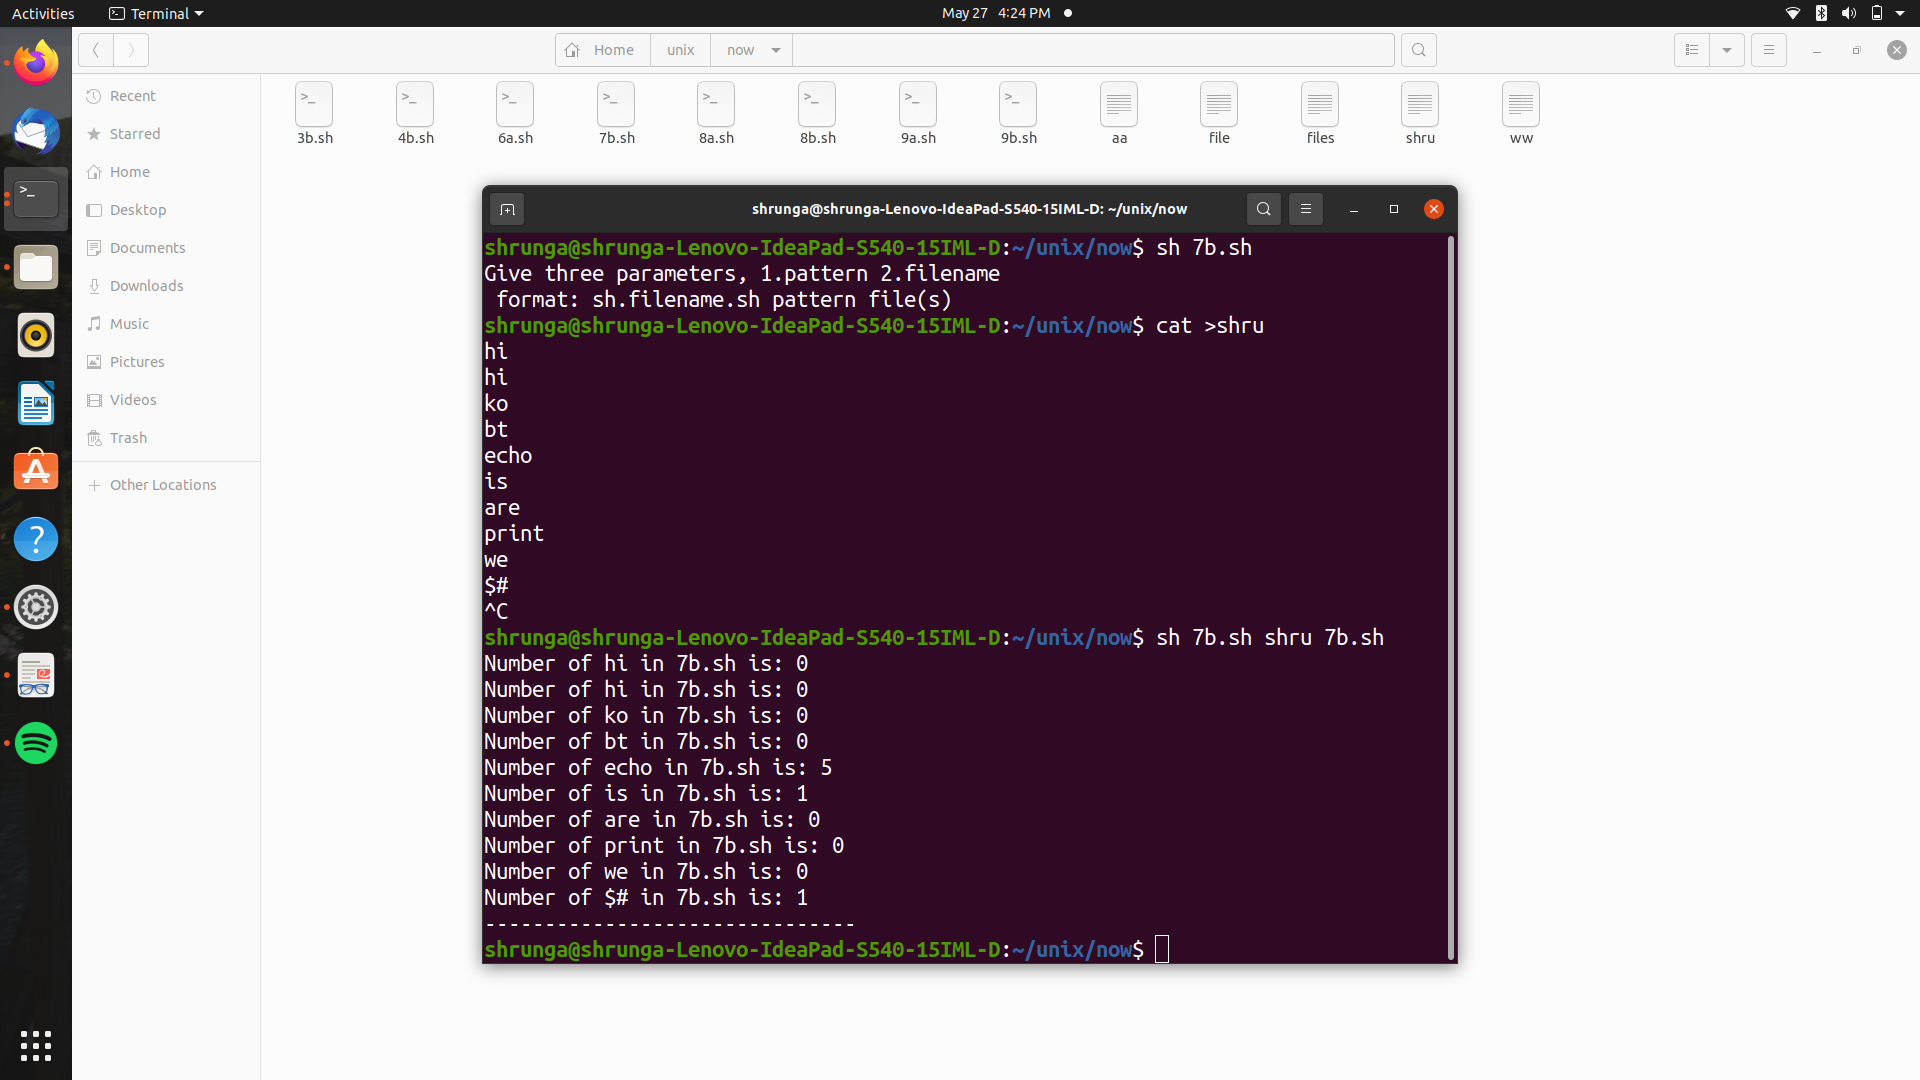 Activities Terminal May 27 4:24 PM
Home unix now
Recent
Starred
Home
Desktop
Documents
Downloads
Music
Pictures
Videos
Trash
+ Other Locations
3b.sh 4b.sh 6a.sh 7b.sh 8a.sh 8b.sh 9a.sh 9b.sh aa file files shru ww
shrunga@shrunga-Lenovo-IdeaPad-S540-15IML-D: ~/unix/now
shrunga@shrunga-Lenovo-IdeaPad-S540-15IML-D:~/unix/now$ sh 7b.sh
Give three parameters, 1.pattern 2.filename
 format: sh.filename.sh pattern file(s)
shrunga@shrunga-Lenovo-IdeaPad-S540-15IML-D:~/unix/now$ cat >shru
hi
hi
ko
bt
echo
is
are
print
we
$#
^C
shrunga@shrunga-Lenovo-IdeaPad-S540-15IML-D:~/unix/now$ sh 7b.sh shru 7b.sh
Number of hi in 7b.sh is: 0
Number of hi in 7b.sh is: 0
Number of ko in 7b.sh is: 0
Number of bt in 7b.sh is: 0
Number of echo in 7b.sh is: 5
Number of is in 7b.sh is: 1
Number of are in 7b.sh is: 0
Number of print in 7b.sh is: 0
Number of we in 7b.sh is: 0
Number of $# in 7b.sh is: 1
-------------------------------
shrunga@shrunga-Lenovo-IdeaPad-S540-15IML-D:~/unix/now$